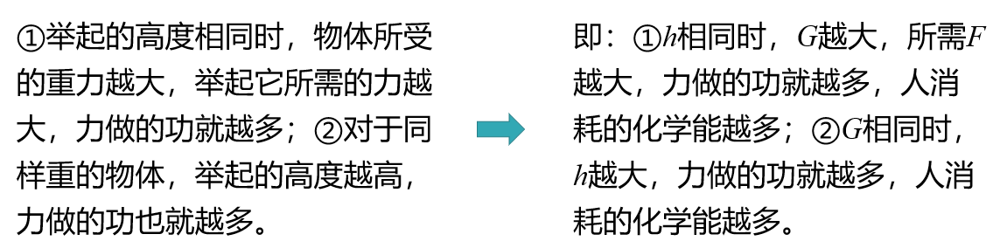 ①举起的高度相同时，物体所受
的重力越大，举起它所需的力越
大，力做的功就越多；②对于同
样重的物体，举起的高度越高，
力做的功也就越多。
即：①h相同时，G越大，所需F
越大，力做的功就越多，人消
耗的化学能越多；②G相同时，
h越大，力做的功就越多，人消
耗的化学能越多。